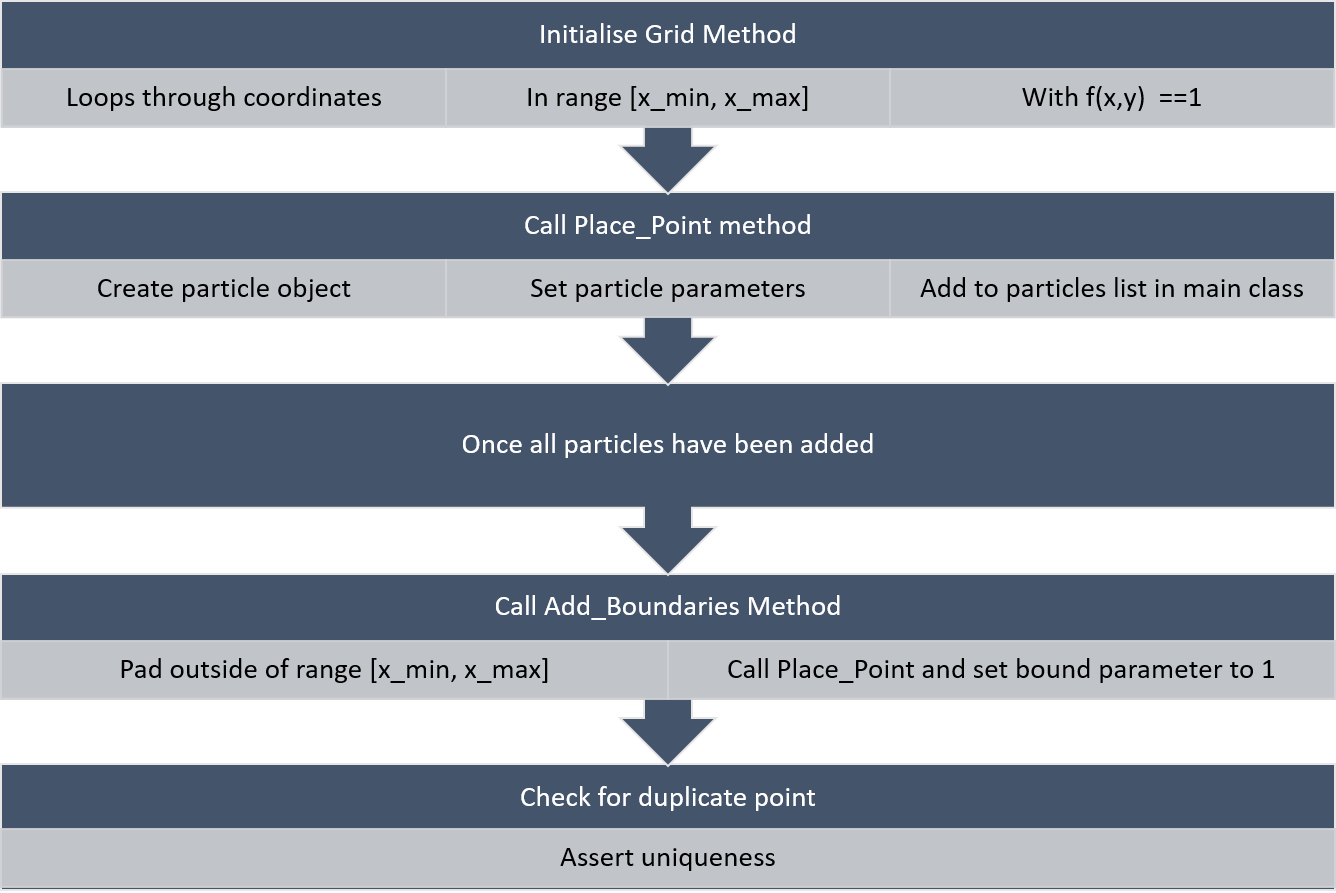 Initialise Grid Method
Loops through coordinates
In range [x_min, x_max]
With f(x,y)  ==1
Call Place_Point method
Create particle object
Set particle parameters
Add to particles list in main class
Once all particles have been added
Call Add_Boundaries Method
Pad outside of range [x_min, x_max]
Call Place_Point and set bound parameter to 1
Check for duplicate point
Assert uniqueness